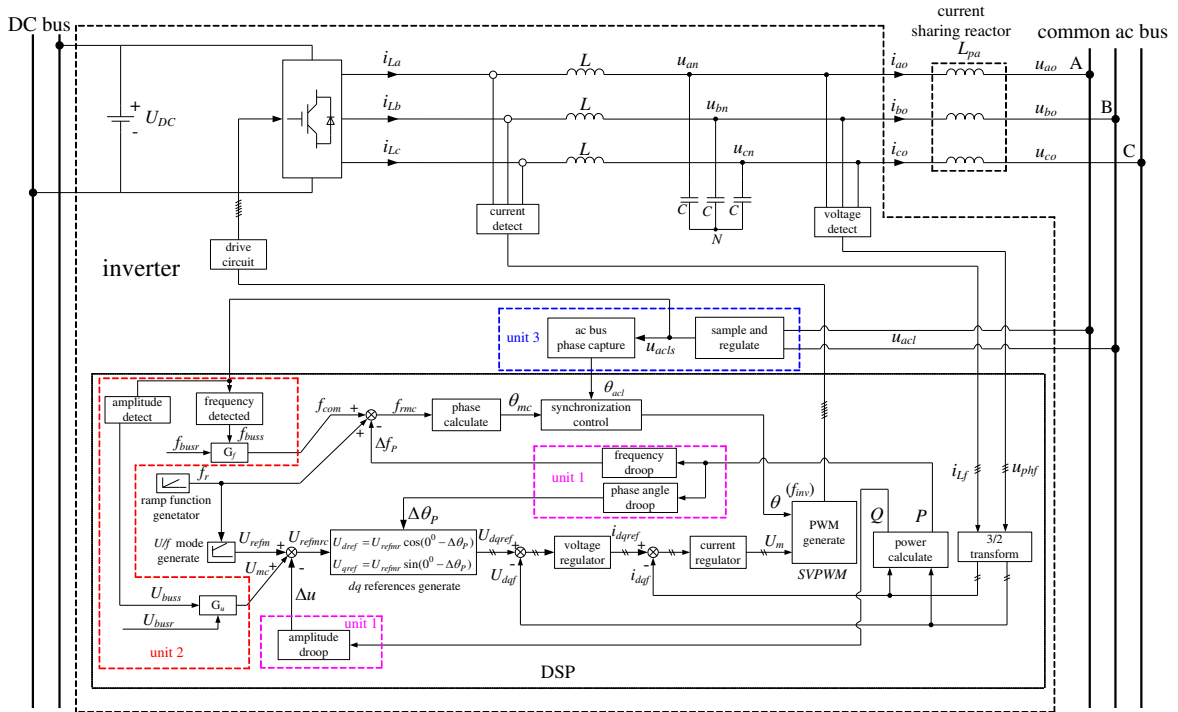 DC bus
current
sharing reactor
common ac bus
L_pa
i_La
L
u_an
i_ao
u_ao
A
+
U_DC
-
i_Lb
L
u_bn
i_bo
u_bo
B
i_Lc
L
u_cn
i_co
u_co
C
C
C
C
N
current
detect
voltage
detect
drive
circuit
inverter
unit 3
ac bus
phase capture
u_acls
sample and
regulate
u_acl
θ_acl
amplitude
detect
frequency
detected
f_buss
f_busr
G_f
f_com
+
-
+
f_rmc
phase
calculate
θ_mc
synchronization
control
Δf_P
unit 1
frequency
droop
phase angle
droop
f_r
ramp function
genetator
i_Lf
u_phf
θ
(f_inv)
Q
P
Δθ_P
U/f mode
generate
U_refm
+
U_refmrc
U_mc
+
-
U_dref = U_refmr cos(0⁰ − Δθ_P)
U_qref = U_refmr sin(0⁰ − Δθ_P)
dq references generate
U_dqref
+
-
U_dqf
voltage
regulator
i_dqref
+
-
i_dqf
current
regulator
U_m
PWM
generate
SVPWM
power
calculate
3/2
transform
Δu
U_buss
G_u
U_busr
unit 2
unit 1
amplitude
droop
DSP